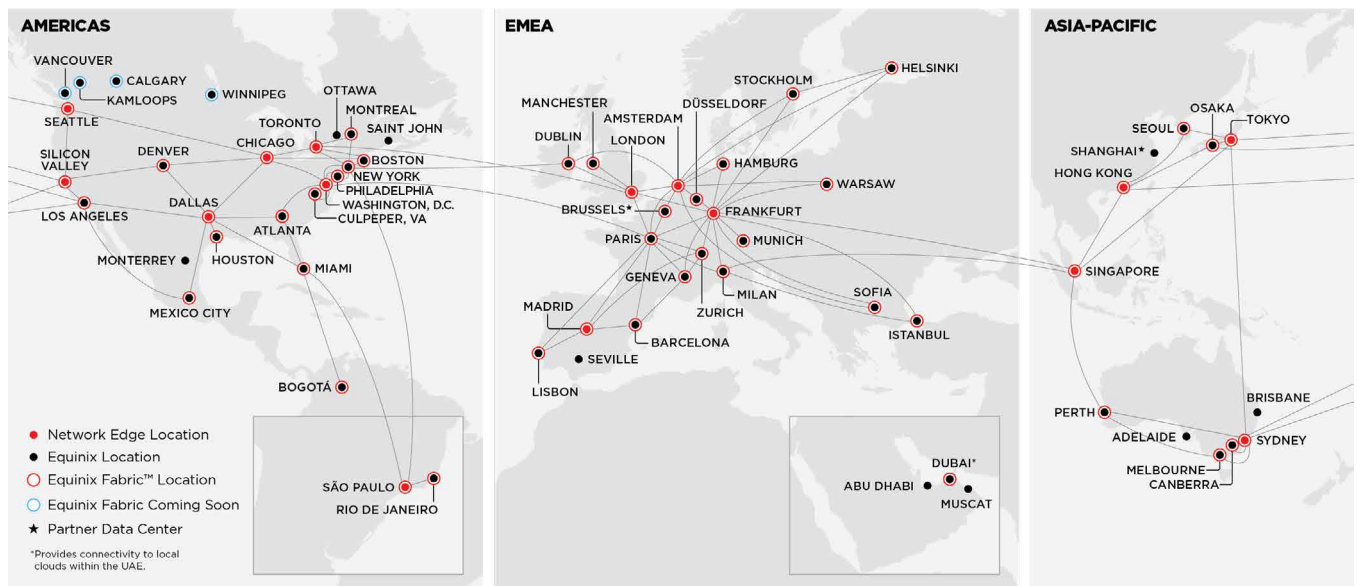 AMERICAS
VANCOUVER
KAMLOOPS
CALGARY
WINNIPEG
OTTAWA
MONTREAL
SAINT JOHN
SEATTLE
TORONTO
CHICAGO
BOSTON
SILICON
VALLEY
DENVER
NEW YORK
PHILADELPHIA
WASHINGTON, D.C.
CULPEPER, VA
LOS ANGELES
DALLAS
ATLANTA
HOUSTON
MONTERREY
MIAMI
MEXICO CITY
BOGOTÁ
SÃO PAULO
RIO DE JANEIRO
Network Edge Location
Equinix Location
Equinix Fabric™ Location
Equinix Fabric Coming Soon
★ Partner Data Center
*Provides connectivity to local
clouds within the UAE.
EMEA
HELSINKI
STOCKHOLM
MANCHESTER
DÜSSELDORF
AMSTERDAM
DUBLIN
LONDON
HAMBURG
WARSAW
BRUSSELS★
FRANKFURT
PARIS
MUNICH
GENEVA
MILAN
SOFIA
MADRID
ZURICH
ISTANBUL
BARCELONA
SEVILLE
LISBON
DUBAI*
ABU DHABI
MUSCAT
ASIA-PACIFIC
OSAKA
TOKYO
SEOUL
SHANGHAI★
HONG KONG
SINGAPORE
BRISBANE
PERTH
ADELAIDE
SYDNEY
MELBOURNE
CANBERRA